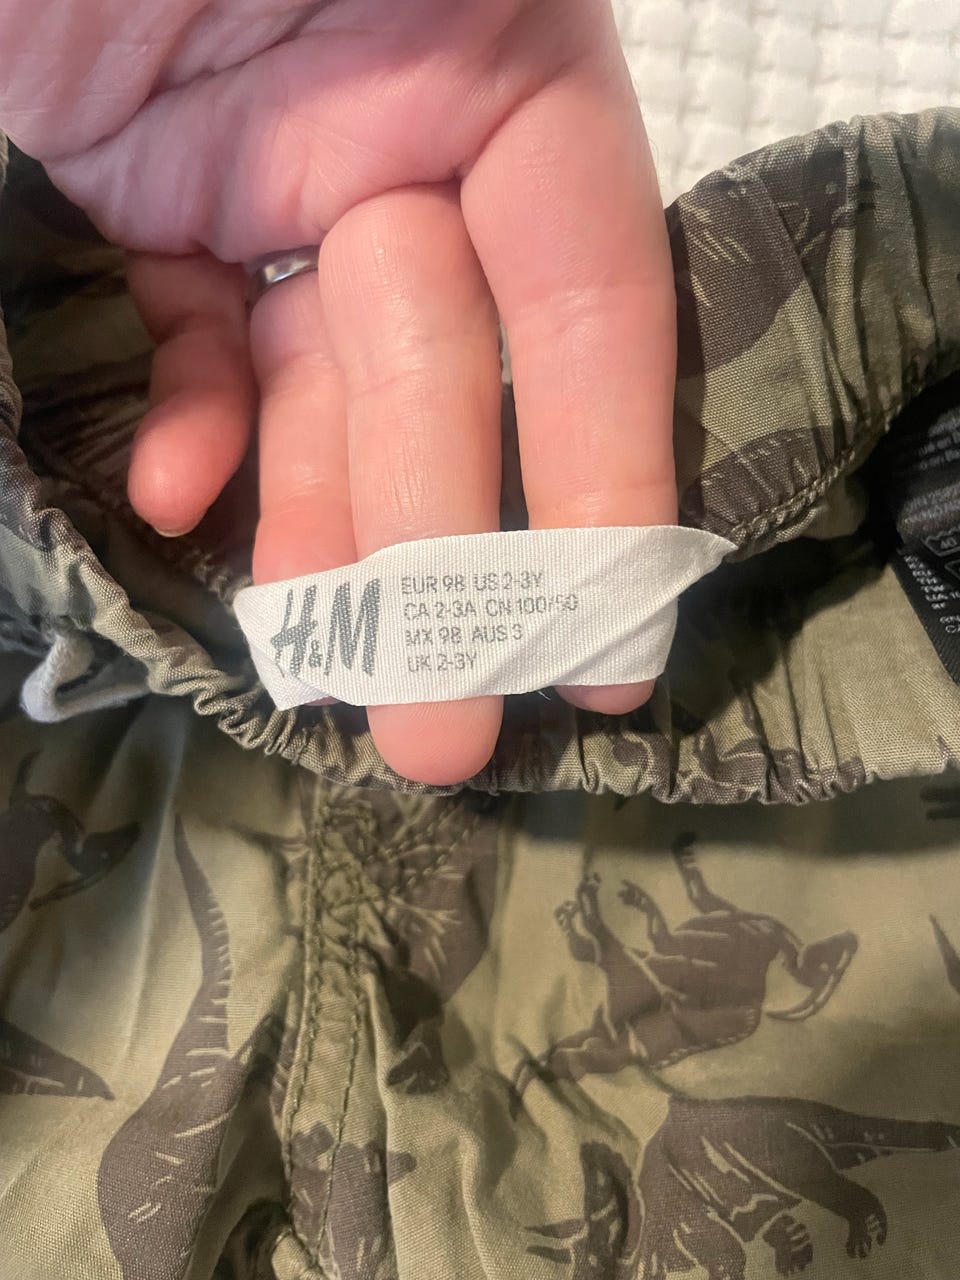 H&M
EUR 98 US 2-3Y
CA 2-3A CN 100/50
MX 98 AUS 3
UK 2-3Y